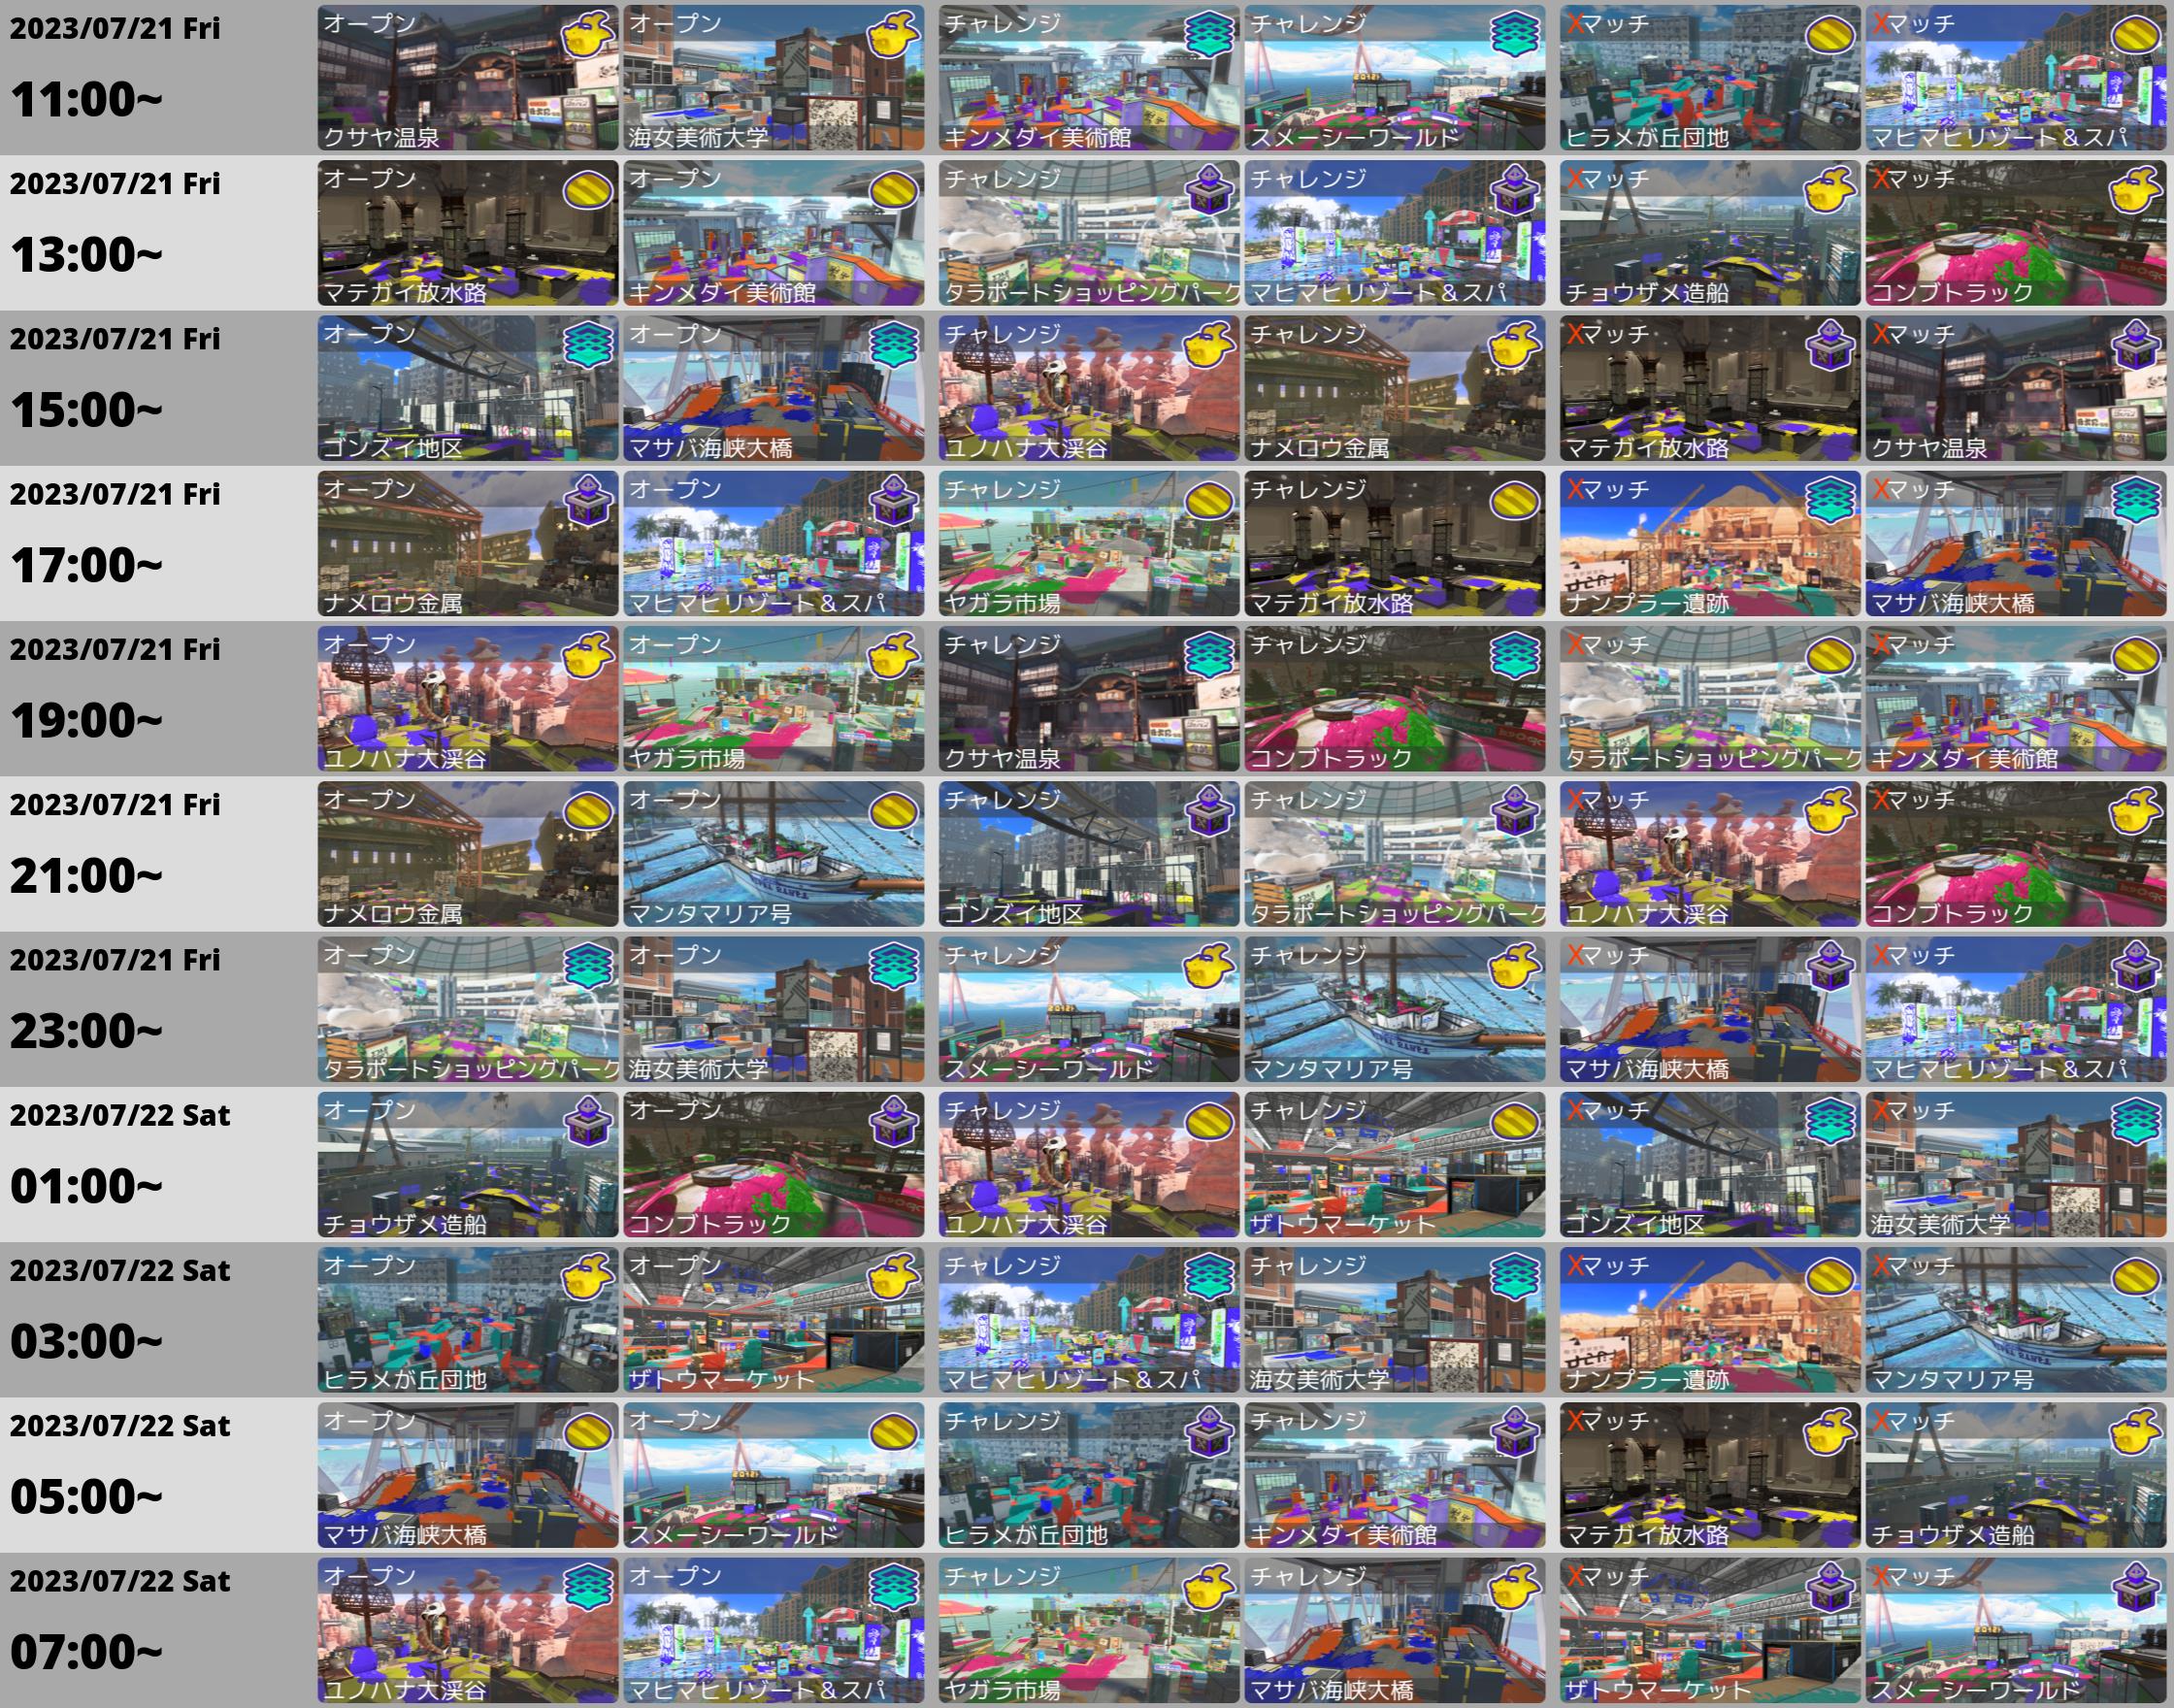 2023/07/21 Fri
11:00~
オープン
クサヤ温泉
オープン
海女美術大学
チャレンジ
キンメダイ美術館
チャレンジ
スメーシーワールド
Xマッチ
ヒラメが丘団地
Xマッチ
マヒマヒリゾート&スパ
2023/07/21 Fri
13:00~
オープン
マテガイ放水路
オープン
キンメダイ美術館
チャレンジ
タラポートショッピングパーク
チャレンジ
マヒマヒリゾート&スパ
Xマッチ
チョウザメ造船
Xマッチ
コンブトラック
2023/07/21 Fri
15:00~
オープン
ゴンズイ地区
オープン
マサバ海峡大橋
チャレンジ
ユノハナ大渓谷
チャレンジ
ナメロウ金属
Xマッチ
マテガイ放水路
Xマッチ
クサヤ温泉
2023/07/21 Fri
17:00~
オープン
ナメロウ金属
オープン
マヒマヒリゾート&スパ
チャレンジ
ヤガラ市場
チャレンジ
マテガイ放水路
Xマッチ
ナンプラー遺跡
Xマッチ
マサバ海峡大橋
2023/07/21 Fri
19:00~
オープン
ユノハナ大渓谷
オープン
ヤガラ市場
チャレンジ
クサヤ温泉
チャレンジ
コンブトラック
Xマッチ
タラポートショッピングパーク
Xマッチ
キンメダイ美術館
2023/07/21 Fri
21:00~
オープン
ナメロウ金属
オープン
マンタマリア号
チャレンジ
ゴンズイ地区
チャレンジ
タラポートショッピングパーク
Xマッチ
ユノハナ大渓谷
Xマッチ
コンブトラック
2023/07/21 Fri
23:00~
オープン
タラポートショッピングパーク
オープン
海女美術大学
チャレンジ
スメーシーワールド
チャレンジ
マンタマリア号
Xマッチ
マサバ海峡大橋
Xマッチ
マヒマヒリゾート&スパ
2023/07/22 Sat
01:00~
オープン
チョウザメ造船
オープン
コンブトラック
チャレンジ
ユノハナ大渓谷
チャレンジ
ザトウマーケット
Xマッチ
ゴンズイ地区
Xマッチ
海女美術大学
2023/07/22 Sat
03:00~
オープン
ヒラメが丘団地
オープン
ザトウマーケット
チャレンジ
マヒマヒリゾート&スパ
チャレンジ
海女美術大学
Xマッチ
ナンプラー遺跡
Xマッチ
マンタマリア号
2023/07/22 Sat
05:00~
オープン
マサバ海峡大橋
オープン
スメーシーワールド
チャレンジ
ヒラメが丘団地
チャレンジ
キンメダイ美術館
Xマッチ
マテガイ放水路
Xマッチ
チョウザメ造船
2023/07/22 Sat
07:00~
オープン
ユノハナ大渓谷
オープン
マヒマヒリゾート&スパ
チャレンジ
ヤガラ市場
チャレンジ
マサバ海峡大橋
Xマッチ
ザトウマーケット
Xマッチ
スメーシーワールド